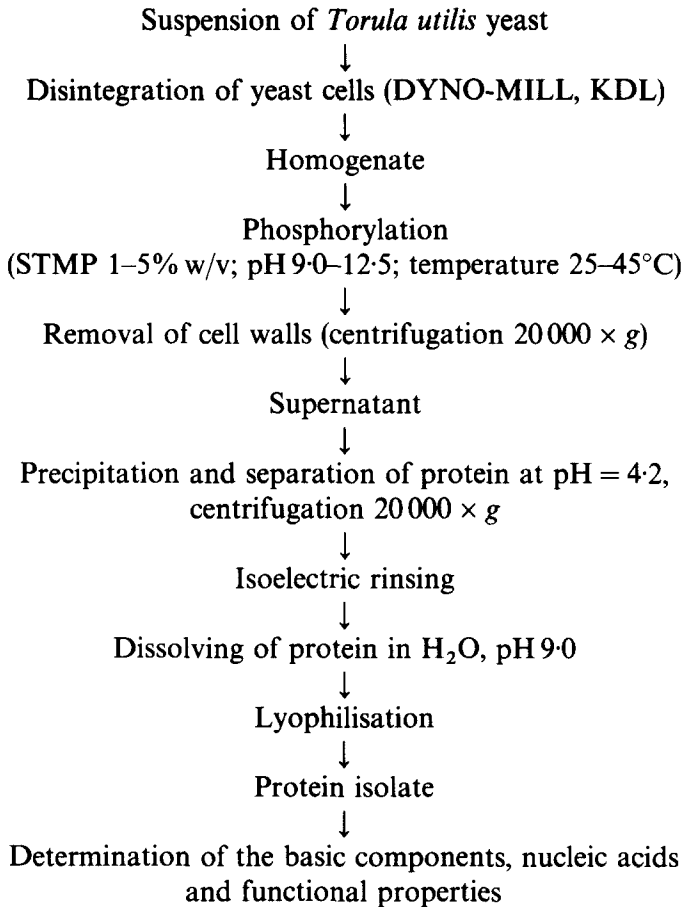 Suspension of Torula utilis yeast
↓
Disintegration of yeast cells (DYNO-MILL, KDL)
↓
Homogenate
↓
Phosphorylation
(STMP 1–5% w/v; pH 9·0–12·5; temperature 25–45°C)
↓
Removal of cell walls (centrifugation 20 000 × g)
↓
Supernatant
↓
Precipitation and separation of protein at pH = 4·2,
centrifugation 20 000 × g
↓
Isoelectric rinsing
↓
Dissolving of protein in H₂O, pH 9·0
↓
Lyophilisation
↓
Protein isolate
↓
Determination of the basic components, nucleic acids
and functional properties